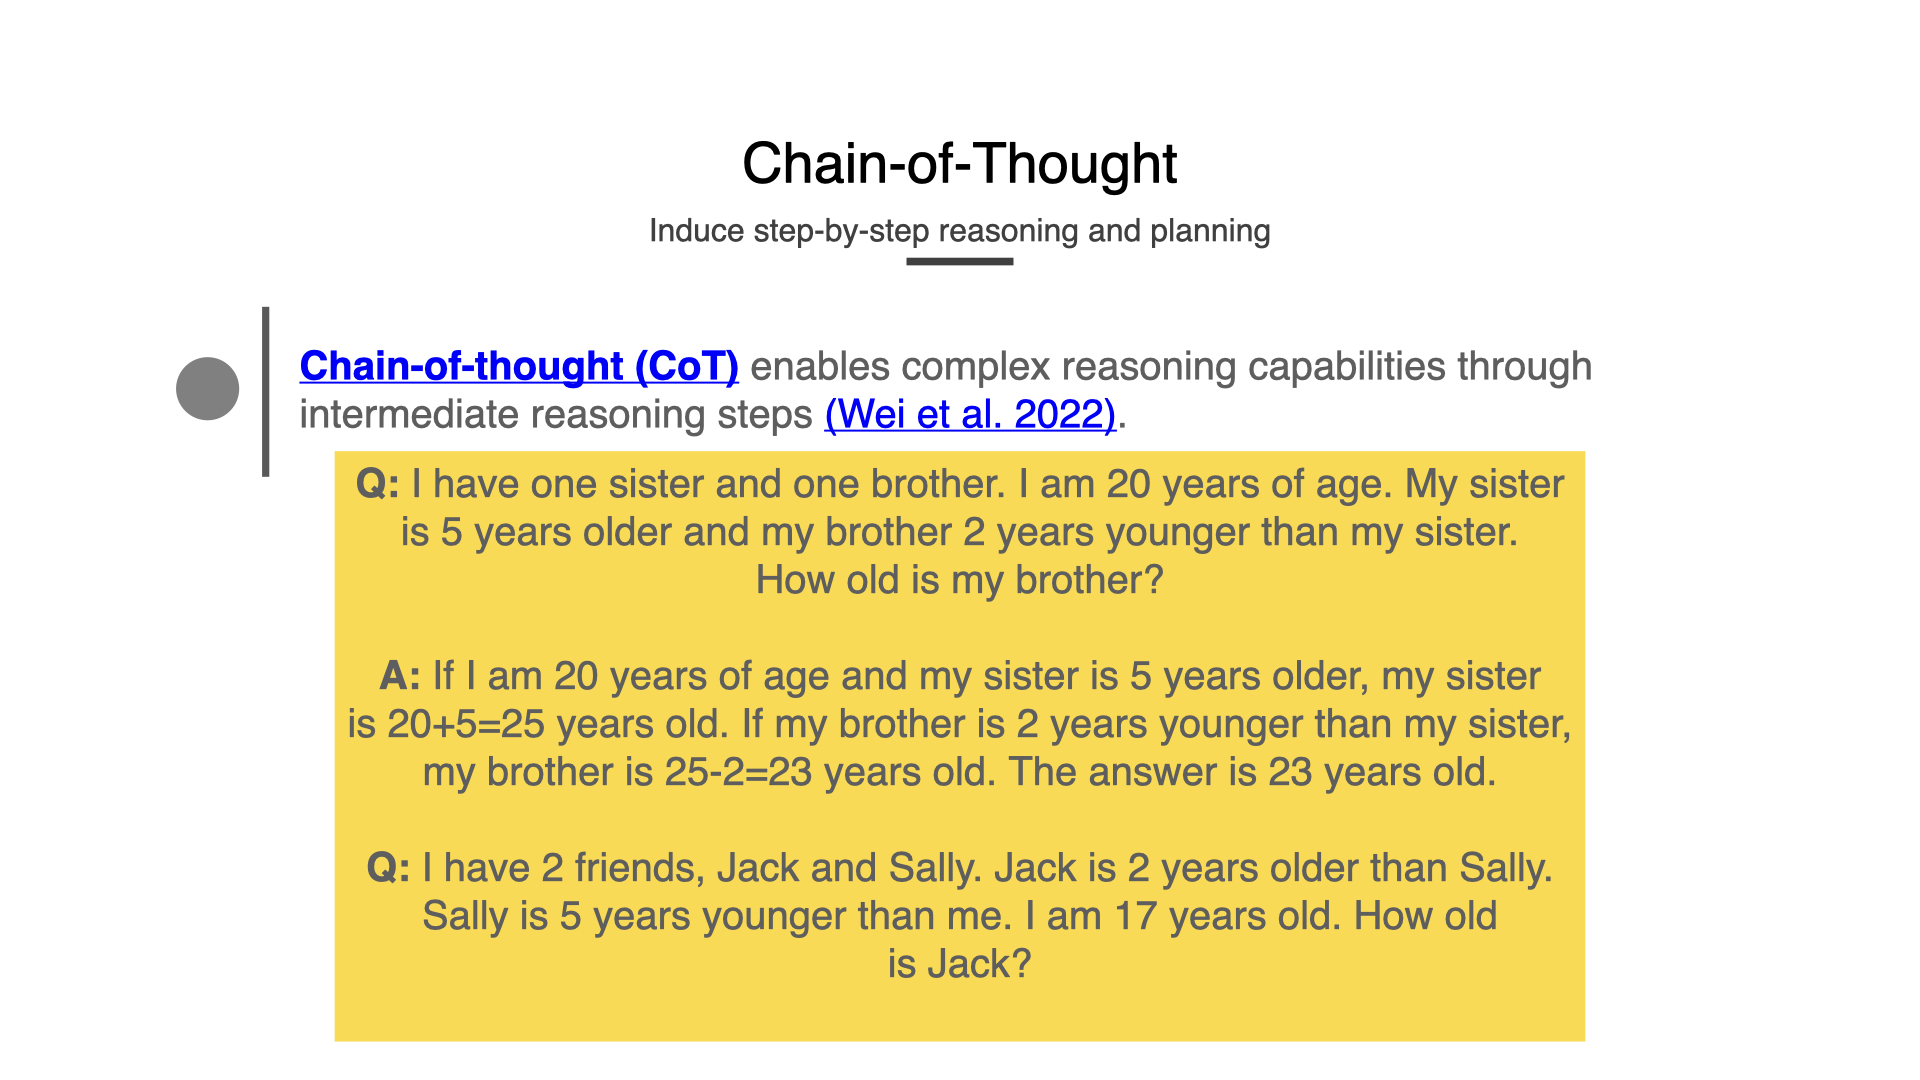 Chain-of-Thought
Induce step-by-step reasoning and planning
Chain-of-thought (CoT) enables complex reasoning capabilities through
intermediate reasoning steps (Wei et al. 2022).
Q: I have one sister and one brother. I am 20 years of age. My sister
is 5 years older and my brother 2 years younger than my sister.
How old is my brother?
A: If I am 20 years of age and my sister is 5 years older, my sister
is 20+5=25 years old. If my brother is 2 years younger than my sister,
my brother is 25-2=23 years old. The answer is 23 years old.
Q: I have 2 friends, Jack and Sally. Jack is 2 years older than Sally.
Sally is 5 years younger than me. I am 17 years old. How old
is Jack?